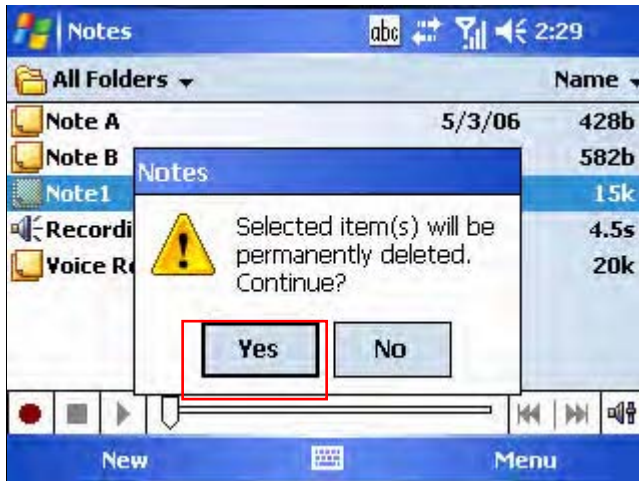 Notes abc 2:29
All Folders Name
Note A 5/3/06 428b
Note B 582b
Notes
Note1 15k
Selected item(s) will be
Recordi 4.5s
permanently deleted.
Voice Re 20k
Continue?
Yes No
New Menu